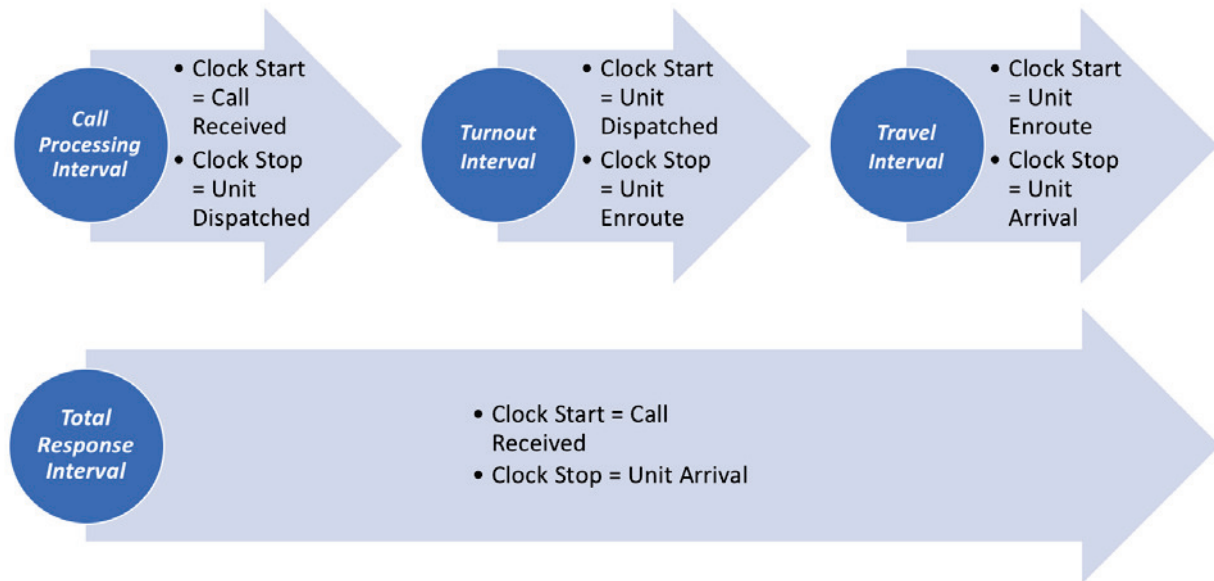 Call
Processing
Interval
• Clock Start
= Call
Received
• Clock Stop
= Unit
Dispatched
Turnout
Interval
• Clock Start
= Unit
Dispatched
• Clock Stop
= Unit
Enroute
Travel
Interval
• Clock Start
= Unit
Enroute
• Clock Stop
= Unit
Arrival
Total
Response
Interval
• Clock Start = Call
Received
• Clock Stop = Unit Arrival